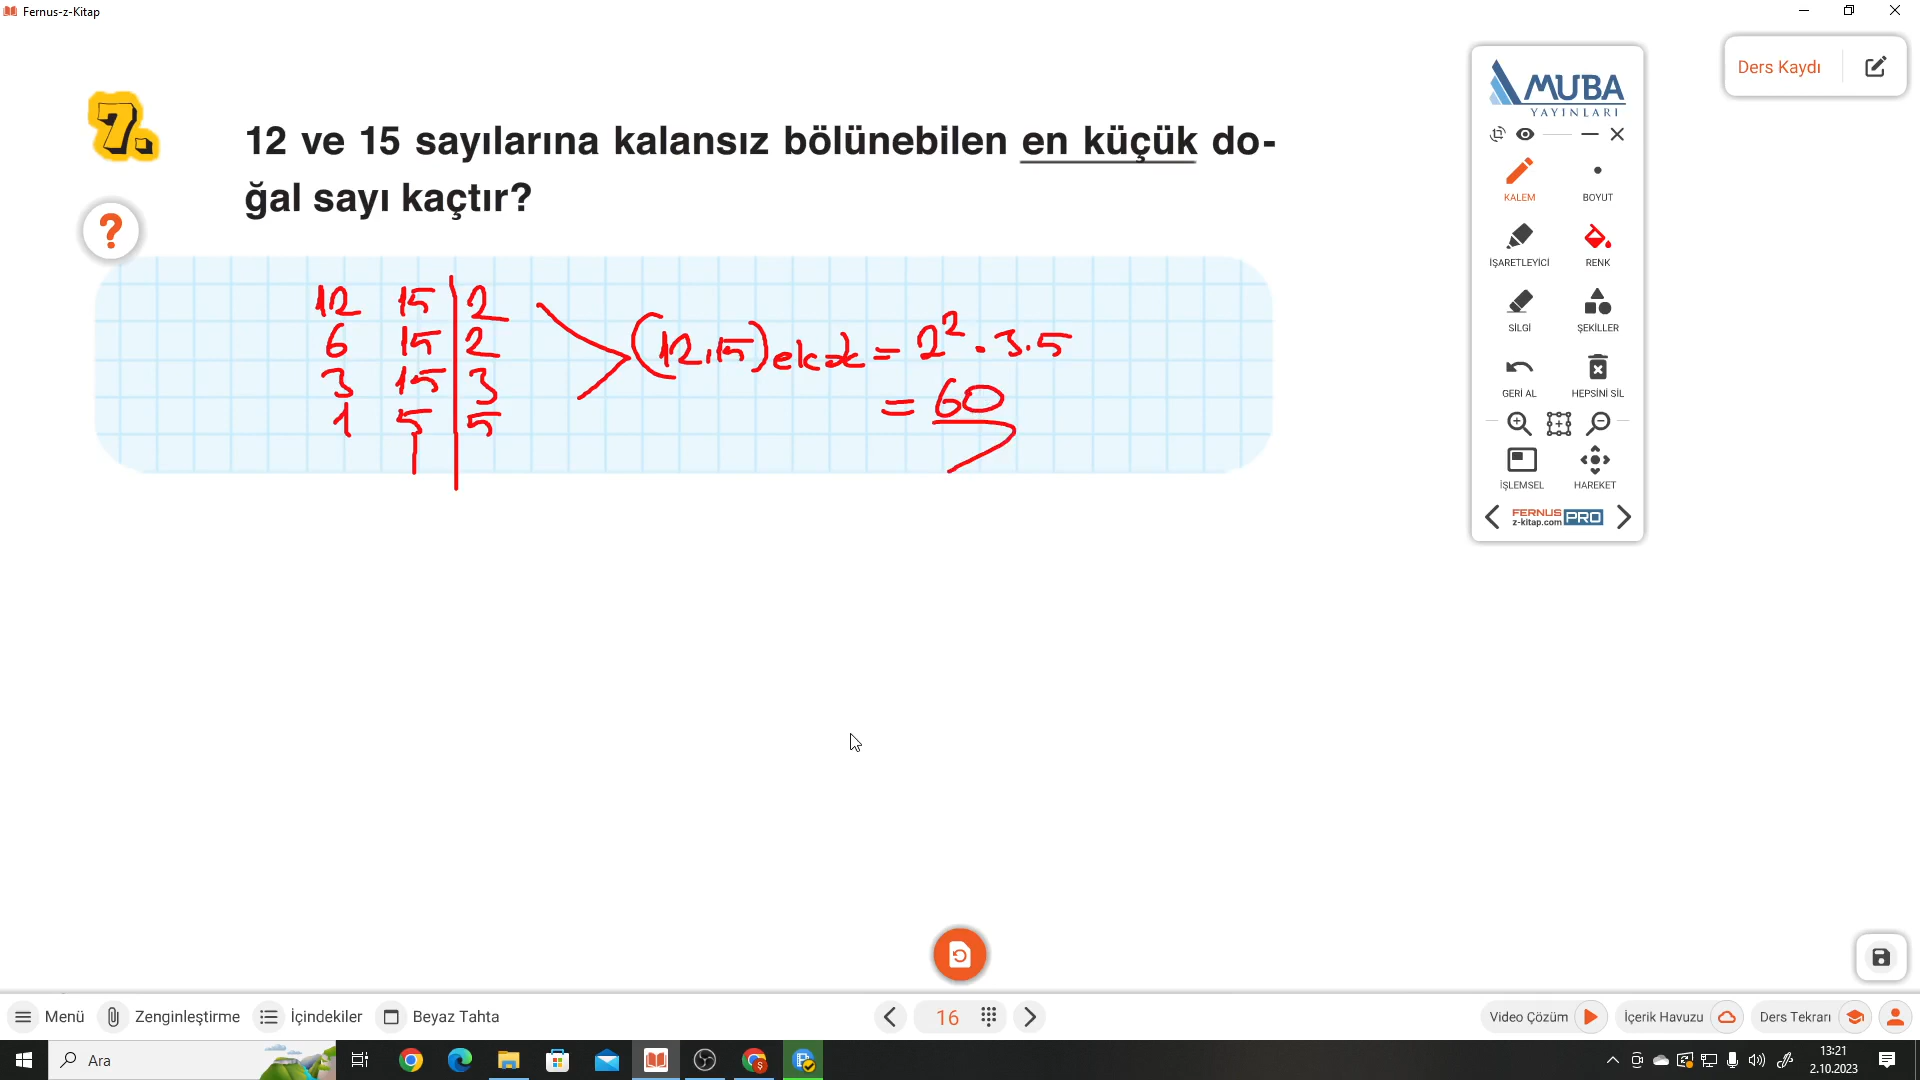 Fernus-z-Kitap
Ders Kaydı
MUBA
YAYINLARI
7.
12 ve 15 sayılarına kalansız bölünebilen en küçük do-
ğal sayı kaçtır?
?
12 15 2
6 15 2
3 15 3
1 5 5
1
(12,15)ekok = 2² . 3.5
= 60
KALEM BOYUT
İŞARETLEYİCİ RENK
SİLGİ ŞEKİLLER
GERİ AL HEPSİNİ SİL
İŞLEMSEL HAREKET
FERNUS
z-kitap.com PRO
Menü Zenginleştirme İçindekiler Beyaz Tahta 16 Video Çözüm İçerik Havuzu Ders Tekrarı
Ara
13:21
2.10.2023